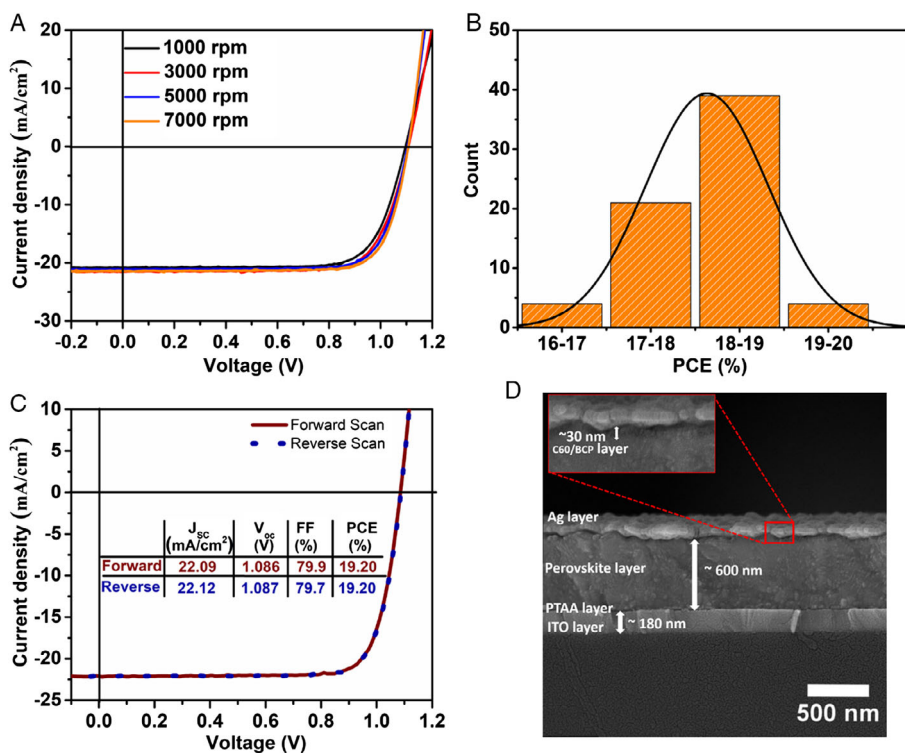 A
20
10
0
-10
-20
-30
-0.2 0.0 0.2 0.4 0.6 0.8 1.0 1.2
Voltage (V)
Current density (mA/cm²)
1000 rpm
3000 rpm
5000 rpm
7000 rpm
B
50
40
30
20
10
0
16-17 17-18 18-19 19-20
PCE (%)
Count
C
10
5
0
-5
-10
-15
-20
-25
0.0 0.2 0.4 0.6 0.8 1.0 1.2
Voltage (V)
Current density (mA/cm²)
Forward Scan
Reverse Scan
J_SC V_oc FF PCE
(mA/cm²) (V) (%) (%)
Forward 22.09 1.086 79.9 19.20
Reverse 22.12 1.087 79.7 19.20
D
~30 nm
C60/BCP
layer
Ag layer
Perovskite layer
~ 600 nm
PTAA layer
ITO layer
~ 180 nm
500 nm